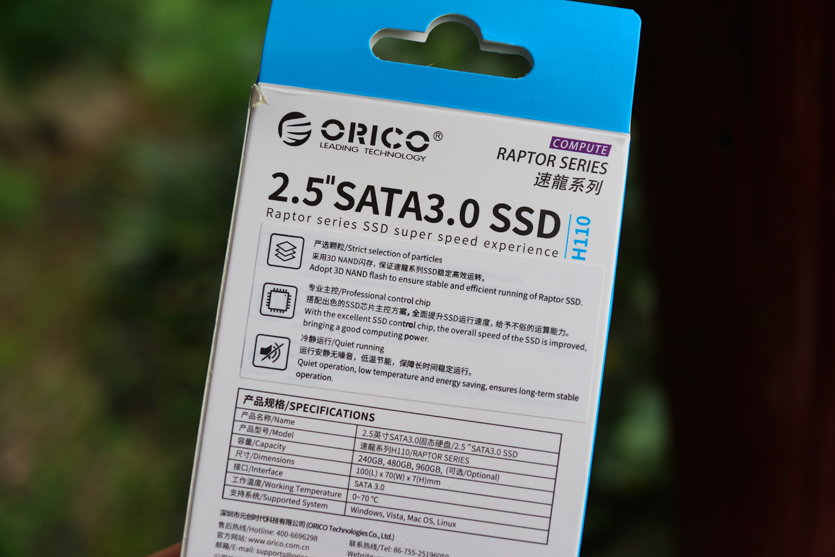 ORICO®
LEADING TECHNOLOGY
COMPUTE
RAPTOR SERIES
速龍系列
2.5"SATA3.0 SSD
H110
Raptor series SSD super speed experience
严选颗粒/Strict selection of particles
采用3D NAND闪存，保证速龍系列SSD稳定高效运转。
Adopt 3D NAND flash to ensure stable and efficient running of Raptor SSD.
专业主控/Professional control chip
搭配出色的SSD芯片主控方案，全面提升SSD运行速度，给予不俗的运算能力。
With the excellent SSD control chip, the overall speed of the SSD is improved,
bringing a good computing power.
冷静运行/Quiet running
运行安静无噪音，低温节能，保障长时间稳定运行。
Quiet operation, low temperature and energy saving, ensures long-term stable
operation.
产品规格/SPECIFICATIONS
产品名称/Name 2.5英寸SATA3.0固态硬盘/2.5 "SATA3.0 SSD
产品型号/Model 速龍系列H110/RAPTOR SERIES
容量/Capacity 240GB, 480GB, 960GB, (可选/Optional)
尺寸/Dimensions 100(L) x 70(W) x 7(H)mm
接口/Interface SATA 3.0
工作温度/Working Temperature 0~70 ℃
支持系统/Supported System Windows, Vista, Mac OS, Linux
深圳市元创时代科技有限公司 (ORICO Technologies Co., Ltd.)
售后热线/Hotline: 400-6696298 联系热线/Tel: 86-755-25196050
官方网站: www.orico.com.cn
邮箱/E-mail: